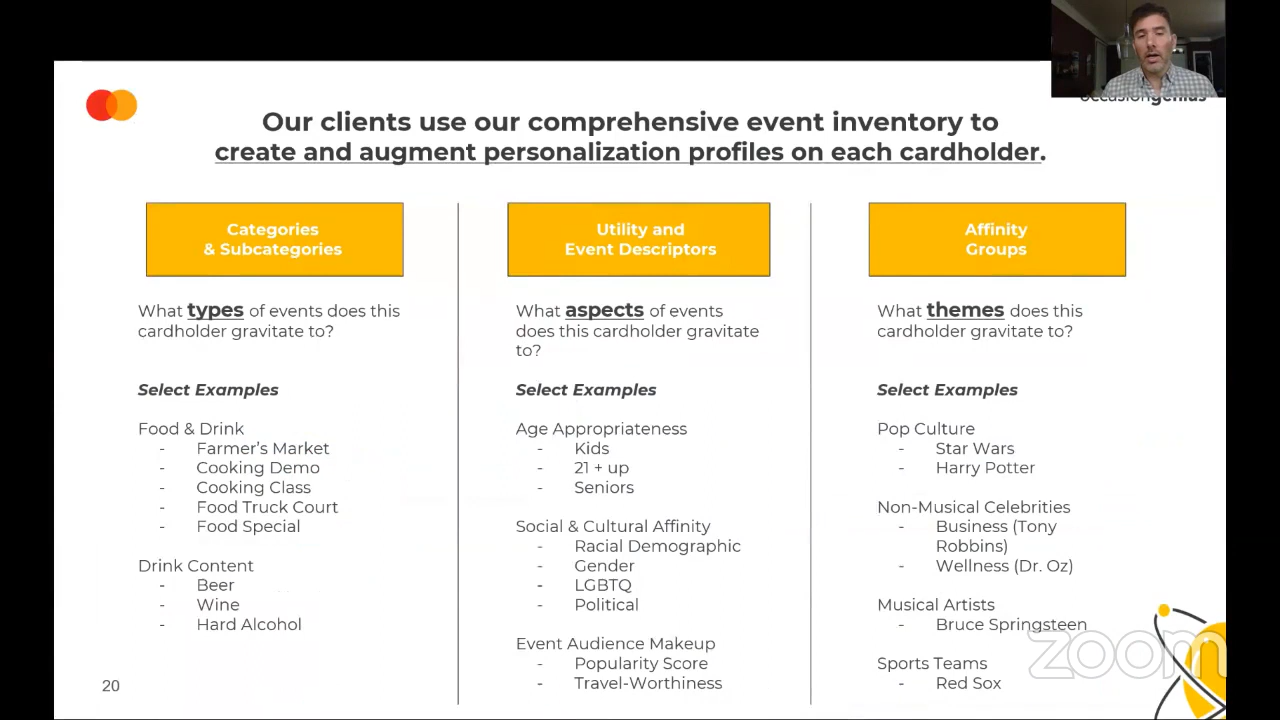 occasiongenius
Our clients use our comprehensive event inventory to
create and augment personalization profiles on each cardholder.
Categories
& Subcategories
What types of events does this
cardholder gravitate to?
Select Examples
Food & Drink
- Farmer's Market
- Cooking Demo
- Cooking Class
- Food Truck Court
- Food Special
Drink Content
- Beer
- Wine
- Hard Alcohol
Utility and
Event Descriptors
What aspects of events
does this cardholder gravitate
to?
Select Examples
Age Appropriateness
- Kids
- 21 + up
- Seniors
Social & Cultural Affinity
- Racial Demographic
- Gender
- LGBTQ
- Political
Event Audience Makeup
- Popularity Score
- Travel-Worthiness
Affinity
Groups
What themes does this
cardholder gravitate to?
Select Examples
Pop Culture
- Star Wars
- Harry Potter
Non-Musical Celebrities
- Business (Tony
Robbins)
- Wellness (Dr. Oz)
Musical Artists
- Bruce Springsteen
Sports Teams
- Red Sox
zoom
20